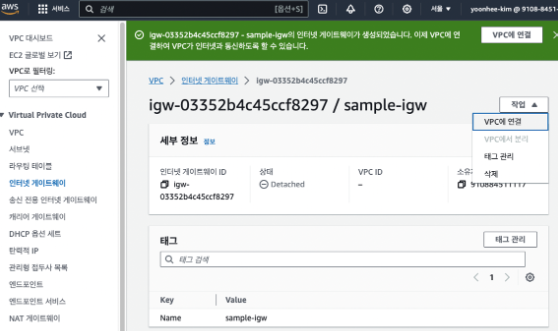 aws
서비스
검색
[옵션+S]
서울
yoonhee-kim @ 9108-8451-
VPC 대시보드
EC2 글로벌 보기
VPC로 필터링:
VPC 선택
Virtual Private Cloud
VPC
서브넷
라우팅 테이블
인터넷 게이트웨이
송신 전용 인터넷 게이트웨이
캐리어 게이트웨이
DHCP 옵션 세트
탄력적 IP
관리형 접두사 목록
엔드포인트
엔드포인트 서비스
NAT 게이트웨이
igw-03352b4c45ccf8297 - sample-igw의 인터넷 게이트웨이가 생성되었습니다. 이제 VPC에 연
결하여 VPC가 인터넷과 통신하도록 할 수 있습니다.
VPC에 연결
VPC > 인터넷 게이트웨이 > igw-03352b4c45ccf8297
igw-03352b4c45ccf8297 / sample-igw
작업
VPC에 연결
VPC에서 분리
태그 관리
삭제
세부 정보 정보
인터넷 게이트웨이 ID
igw-
03352b4c45ccf8297
상태
Detached
VPC ID
–
소유
910884511117
태그
태그 관리
태그 검색
1
Key Value
Name sample-igw